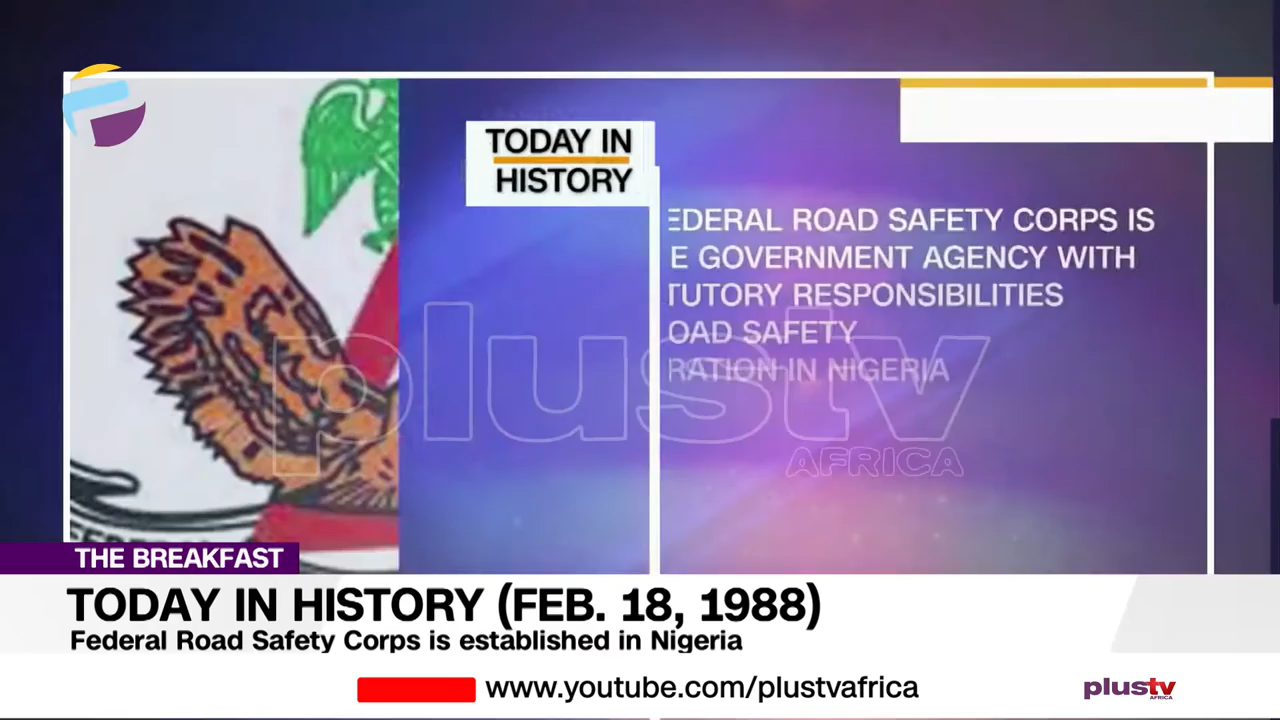 TODAY IN
HISTORY
EDERAL ROAD SAFETY CORPS IS
E GOVERNMENT AGENCY WITH
TUTORY RESPONSIBILITIES
OAD SAFETY
RATION IN NIGERIA
plustv
AFRICA
THE BREAKFAST
TODAY IN HISTORY (FEB. 18, 1988)
Federal Road Safety Corps is established in Nigeria
www.youtube.com/plustvafrica
plustv
AFRICA